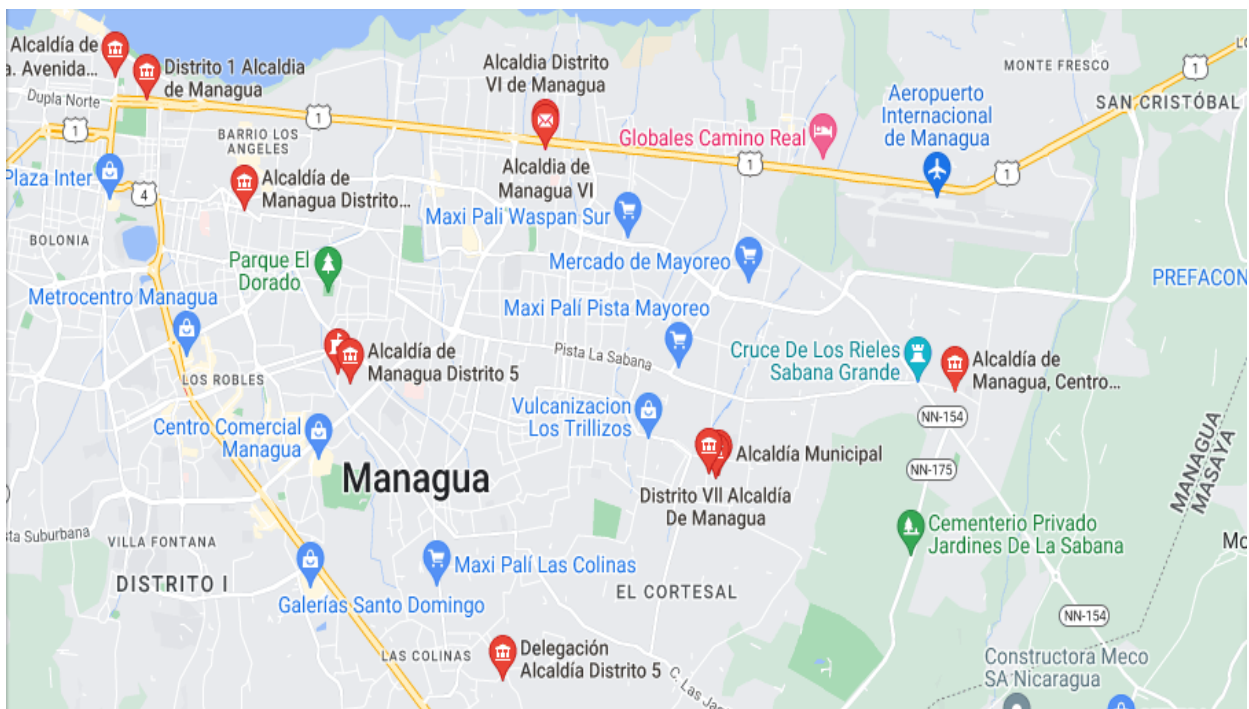 Alcaldía de
a. Avenida...
Distrito 1 Alcaldia
de Managua
Dupla Norte
1
1
BARRIO LOS
ANGELES
Alcaldia Distrito
VI de Managua
Alcaldia de
Managua VI
Globales Camino Real
1
Aeropuerto
Internacional
de Managua
MONTE FRESCO
1
SAN CRISTÓBAL
1
Plaza Inter
4
Alcaldía de
Managua Distrito...
BOLONIA
Maxi Pali Waspan Sur
Parque El
Dorado
Mercado de Mayoreo
PREFACON
Metrocentro Managua
Maxi Palí Pista Mayoreo
Pista La Sabana
Cruce De Los Rieles
Sabana Grande
Alcaldía de
Managua, Centro...
Alcaldía de
Managua Distrito 5
LOS ROBLES
Vulcanizacion
Los Trillizos
NN-154
Centro Comercial
Managua
Alcaldía Municipal
Managua
NN-175
Distrito VII Alcaldía
De Managua
MANAGUA
MASAYA
Cementerio Privado
Jardines De La Sabana
sta Suburbana
VILLA FONTANA
Mo
DISTRITO I
Maxi Palí Las Colinas
EL CORTESAL
Galerías Santo Domingo
NN-154
LAS COLINAS
Delegación
Alcaldía Distrito 5
C. Las Jas
Constructora Meco
SA Nicaragua